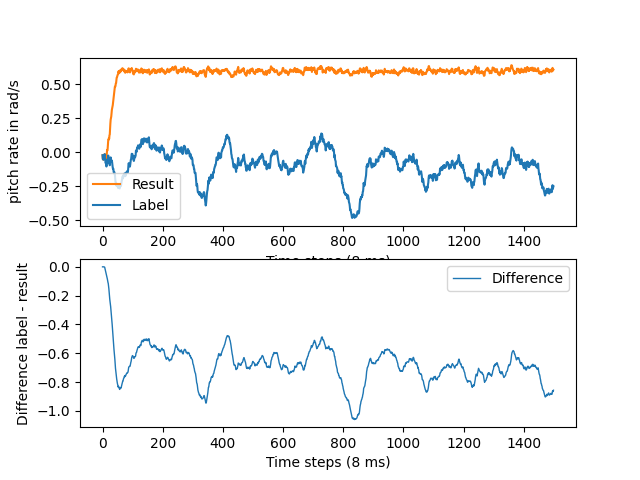 pitch rate in rad/s
0.50
0.25
0.00
−0.25
−0.50
Result
Label
0 200 400 600 800 1000 1200 1400
Time steps (8 ms)
Difference label - result
0.0
−0.2
−0.4
−0.6
−0.8
−1.0
Difference
0 200 400 600 800 1000 1200 1400
Time steps (8 ms)